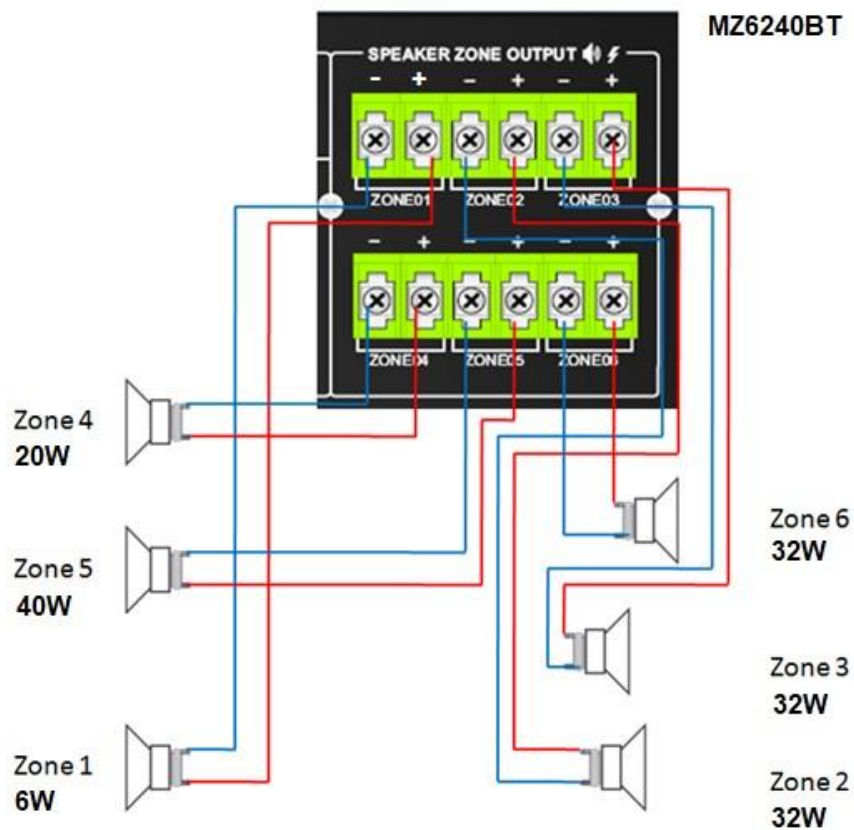 MZ6240BT
SPEAKER ZONE OUTPUT
- + - + - +
ZONE01 ZONE02 ZONE03
- + - + - +
ZONE04 ZONE05 ZONE06
Zone 4
20W
Zone 5
40W
Zone 1
6W
Zone 6
32W
Zone 3
32W
Zone 2
32W